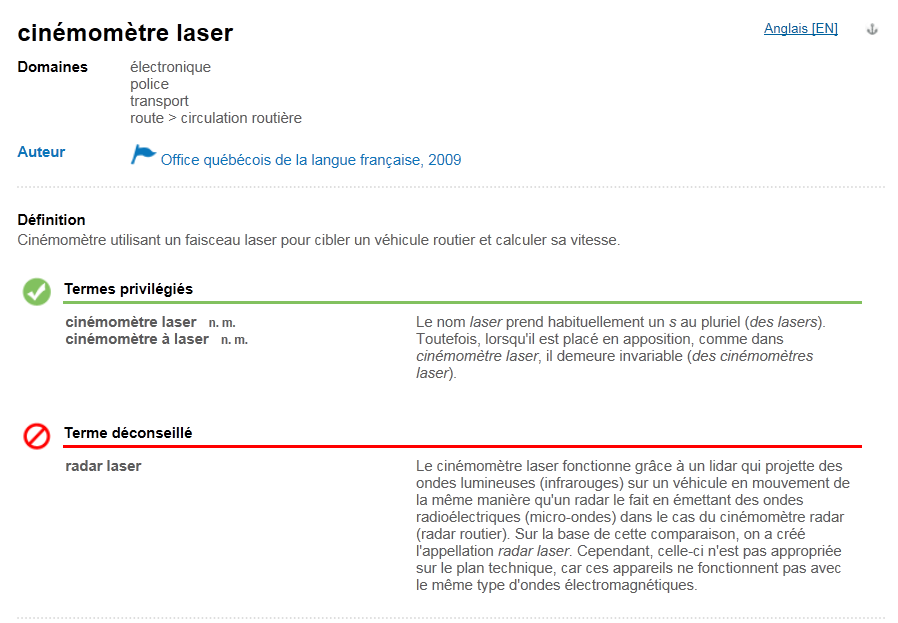 cinémomètre laser
Anglais [EN]
Domaines
électronique
police
transport
route > circulation routière
Auteur
Office québécois de la langue française, 2009
Définition
Cinémomètre utilisant un faisceau laser pour cibler un véhicule routier et calculer sa vitesse.
Termes privilégiés
cinémomètre laser n. m.
cinémomètre à laser n. m.
Le nom laser prend habituellement un s au pluriel (des lasers).
Toutefois, lorsqu'il est placé en apposition, comme dans
cinémomètre laser, il demeure invariable (des cinémomètres
laser).
Terme déconseillé
radar laser
Le cinémomètre laser fonctionne grâce à un lidar qui projette des
ondes lumineuses (infrarouges) sur un véhicule en mouvement de
la même manière qu'un radar le fait en émettant des ondes
radioélectriques (micro-ondes) dans le cas du cinémomètre radar
(radar routier). Sur la base de cette comparaison, on a créé
l'appellation radar laser. Cependant, celle-ci n'est pas appropriée
sur le plan technique, car ces appareils ne fonctionnent pas avec
le même type d'ondes électromagnétiques.